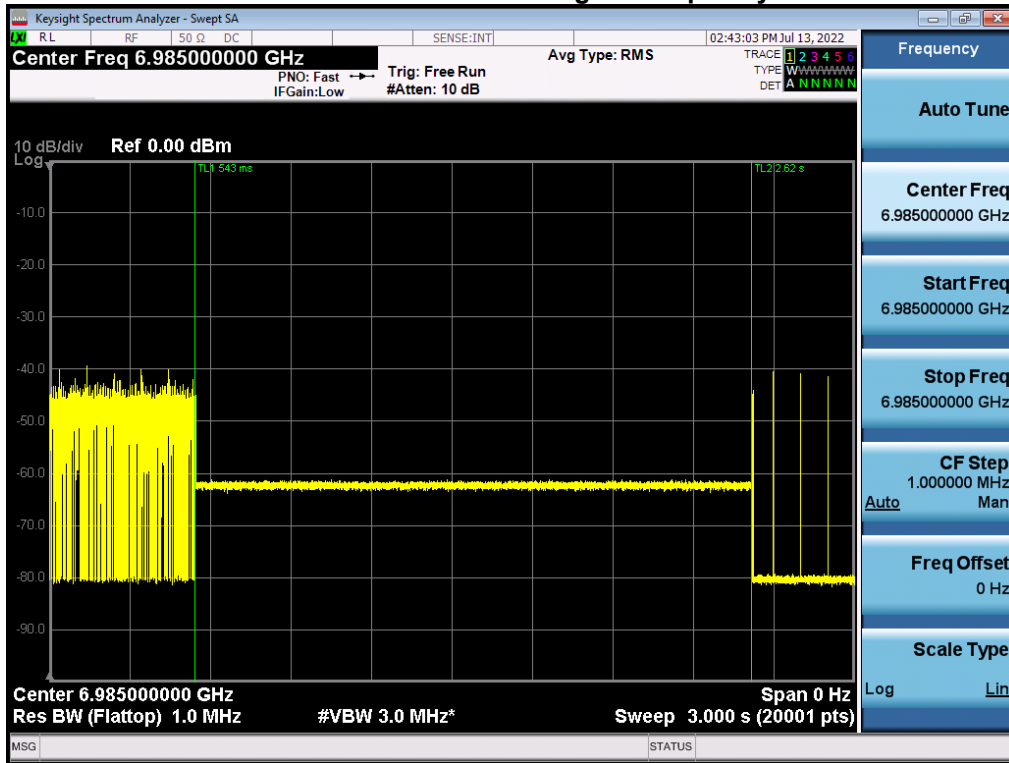 Keysight Spectrum Analyzer - Swept SA
LXI RL RF 50 Ω DC SENSE:INT 02:43:03 PM Jul 13, 2022
Center Freq 6.985000000 GHz
PNO: Fast
IFGain:Low
Trig: Free Run
#Atten: 10 dB
Avg Type: RMS
TRACE 1 2 3 4 5 6
TYPE WWWWWW
DET A N N N N N
10 dB/div Ref 0.00 dBm
Log
TL1 543 ms
TL2 2.62 s
-10.0
-20.0
-30.0
-40.0
-50.0
-60.0
-70.0
-80.0
-90.0
Center 6.985000000 GHz Span 0 Hz
Res BW (Flattop) 1.0 MHz #VBW 3.0 MHz* Sweep 3.000 s (20001 pts)
MSG STATUS
Frequency
Auto Tune
Center Freq
6.985000000 GHz
Start Freq
6.985000000 GHz
Stop Freq
6.985000000 GHz
CF Step
1.000000 MHz
Auto Man
Freq Offset
0 Hz
Scale Type
Log Lin